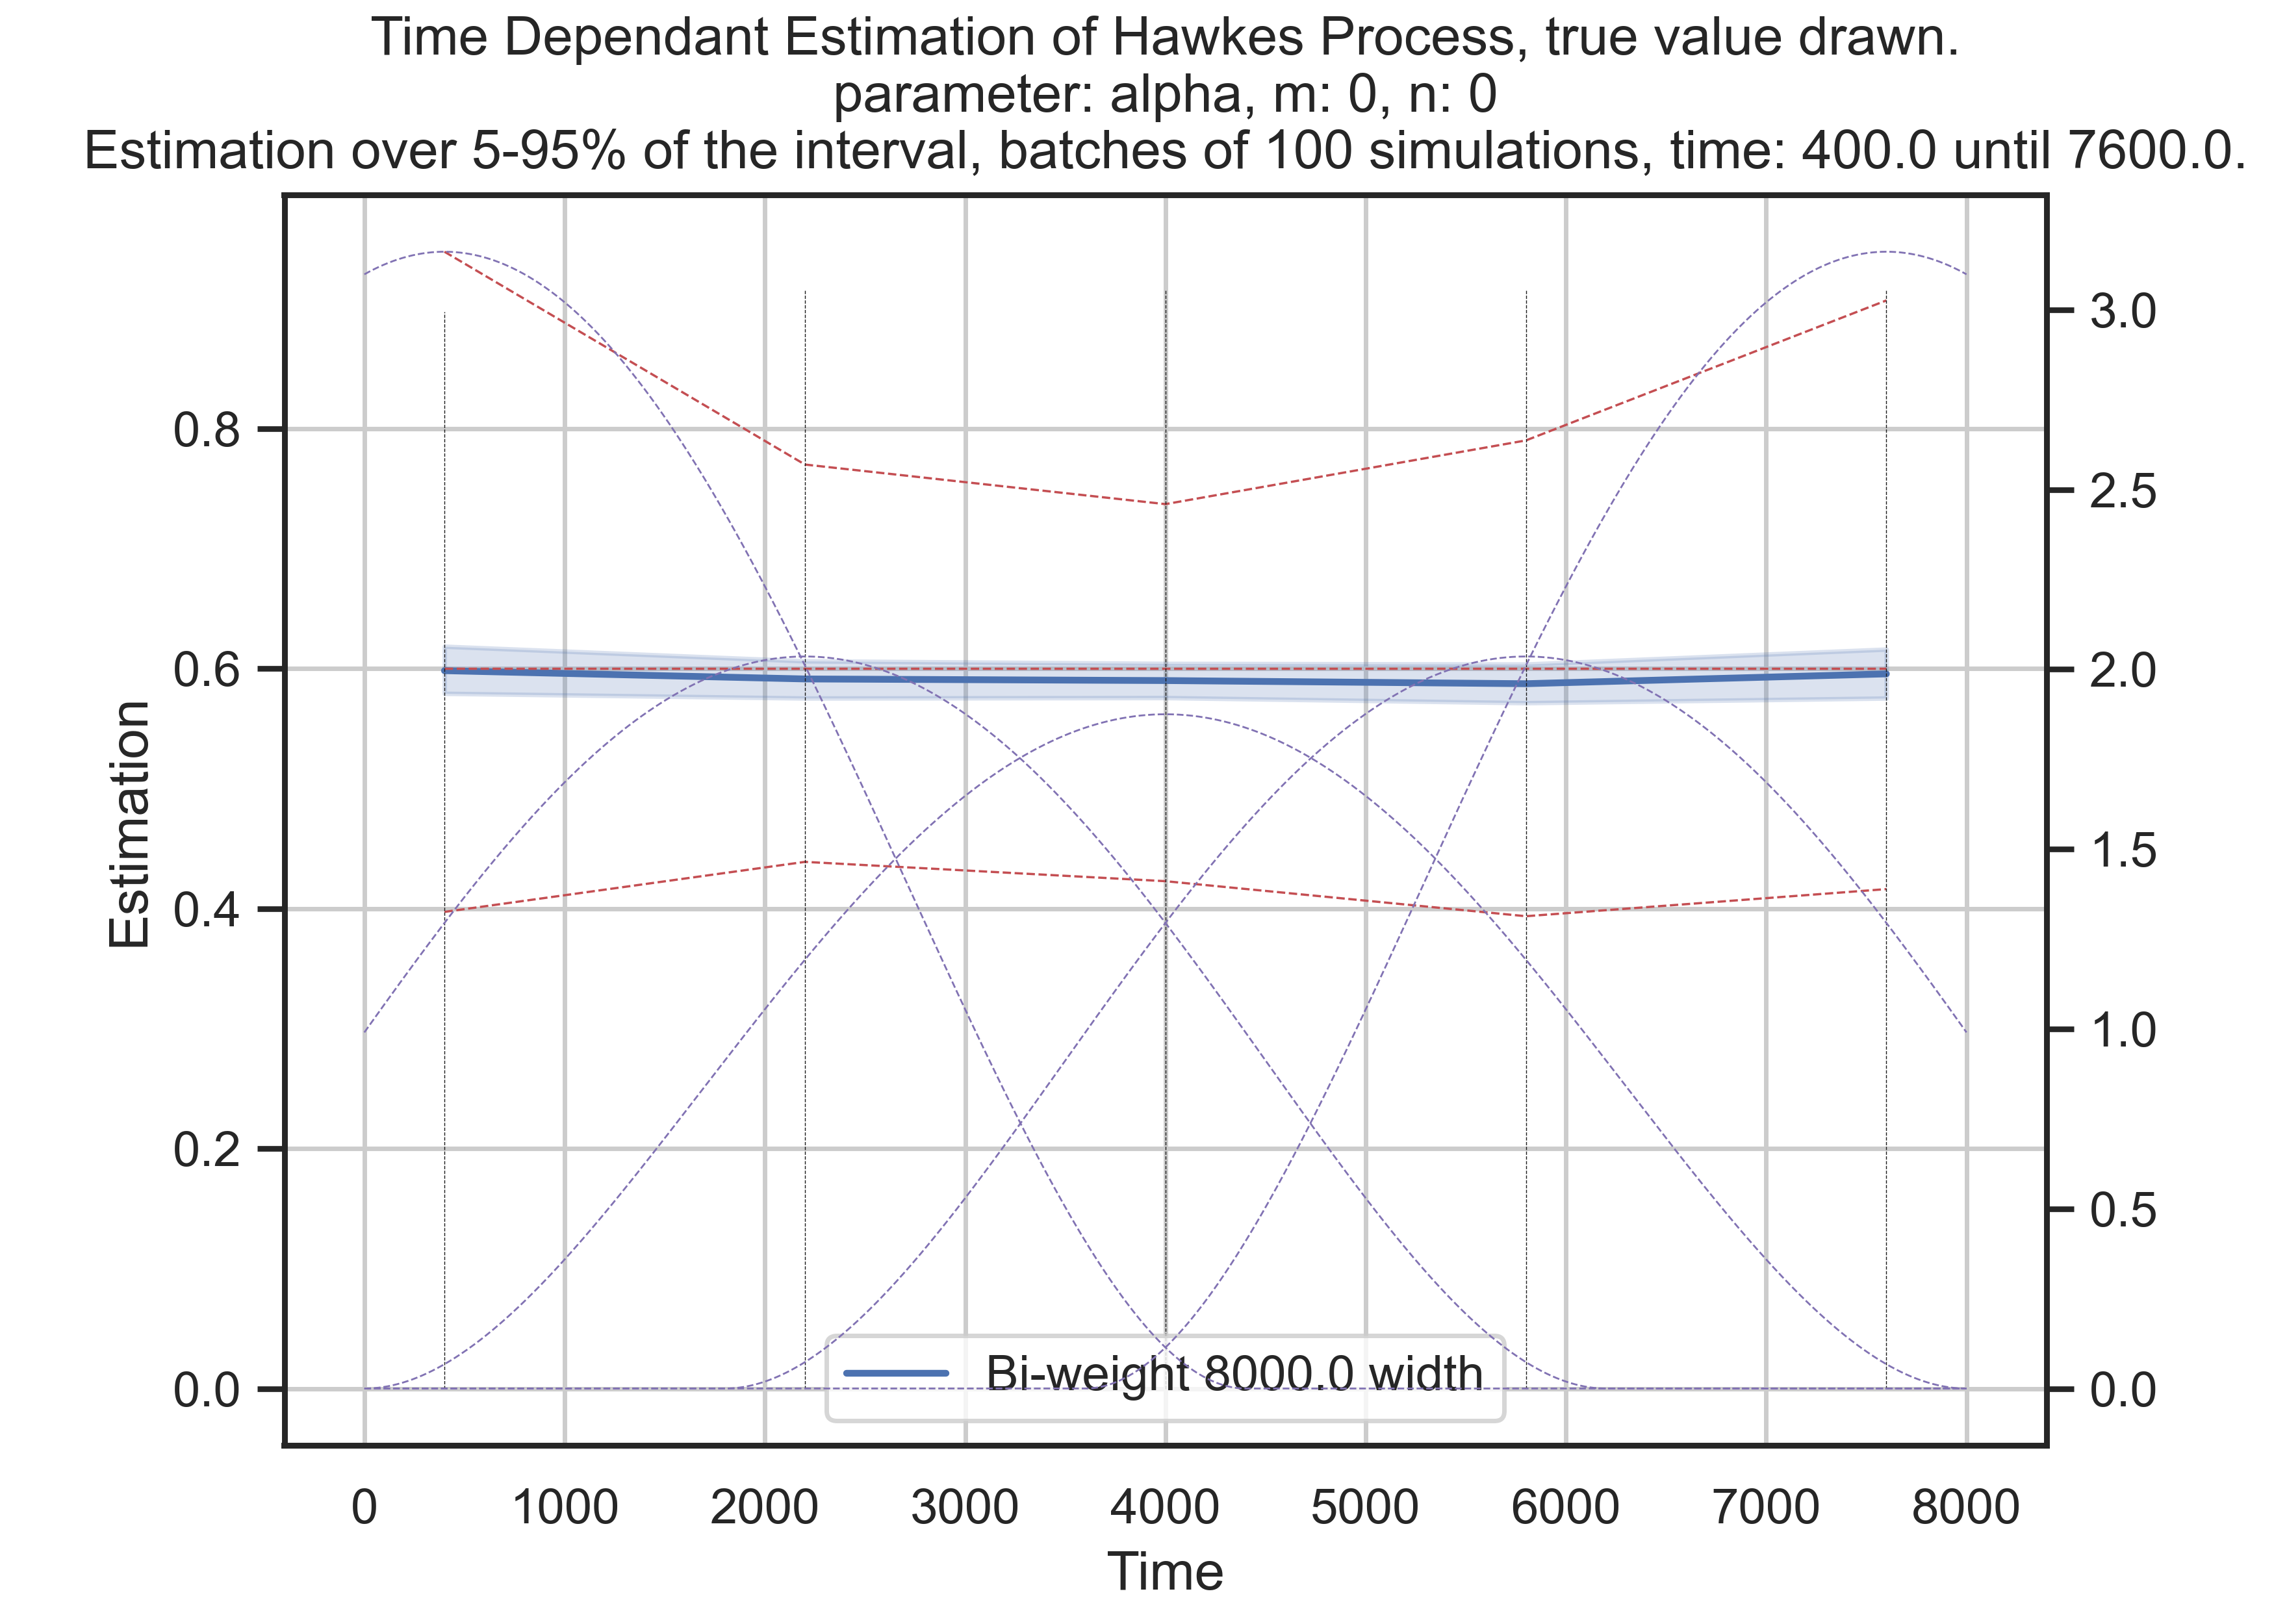 Time Dependant Estimation of Hawkes Process, true value drawn.
parameter: alpha, m: 0, n: 0
Estimation over 5-95% of the interval, batches of 100 simulations, time: 400.0 until 7600.0.
0.8
0.6
0.4
0.2
0.0
Estimation
3.0
2.5
2.0
1.5
1.0
0.5
0.0
Bi-weight 8000.0 width
0 1000 2000 3000 4000 5000 6000 7000 8000
Time